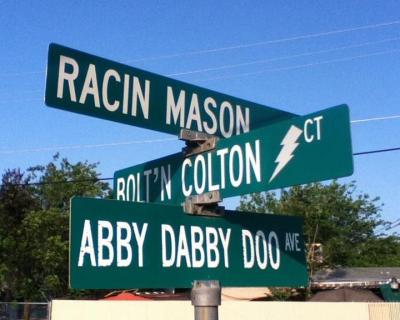 RACIN MASON
BOLT'N COLTON CT
ABBY DABBY DOO AVE